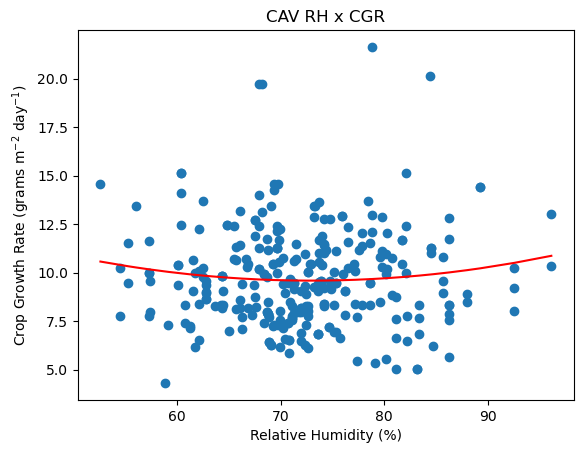 CAV RH x CGR
Crop Growth Rate (grams m⁻² day⁻¹)
20.0
17.5
15.0
12.5
10.0
7.5
5.0
60 70 80 90
Relative Humidity (%)